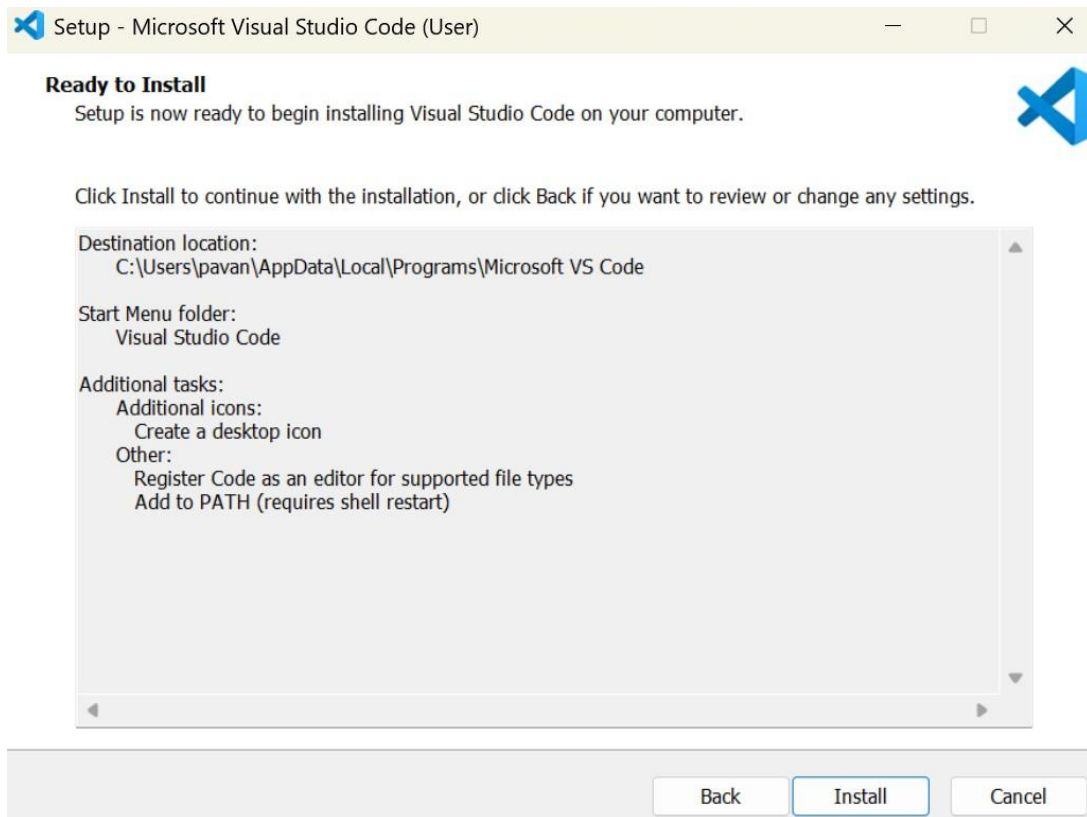 Setup - Microsoft Visual Studio Code (User)
Ready to Install
Setup is now ready to begin installing Visual Studio Code on your computer.
Click Install to continue with the installation, or click Back if you want to review or change any settings.
Destination location:
C:\Users\pavan\AppData\Local\Programs\Microsoft VS Code
Start Menu folder:
Visual Studio Code
Additional tasks:
Additional icons:
Create a desktop icon
Other:
Register Code as an editor for supported file types
Add to PATH (requires shell restart)
Back Install Cancel